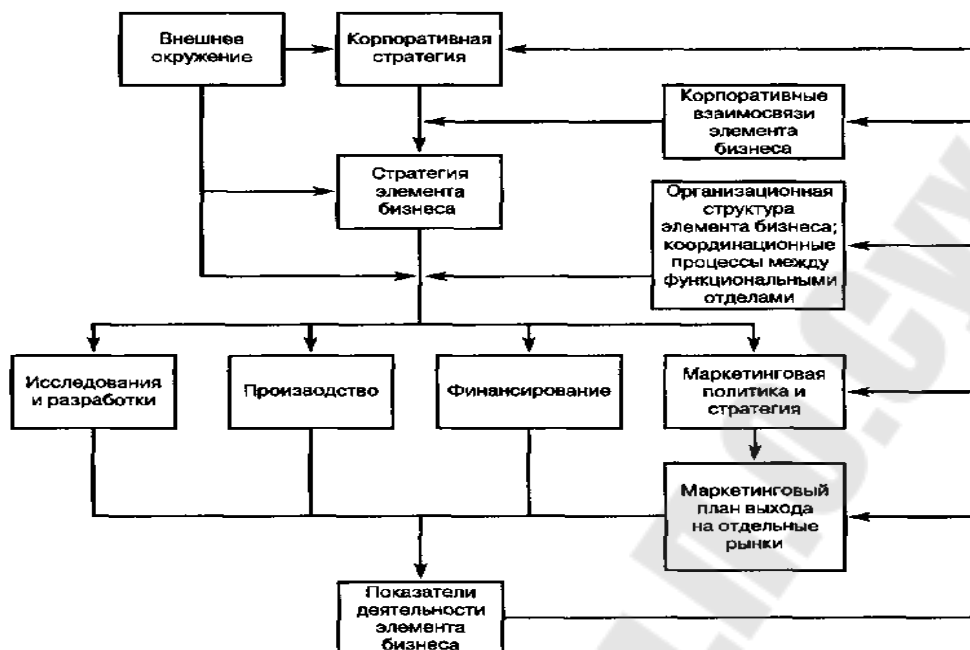 Внешнее
окружение
Корпоративная
стратегия
Корпоративные
взаимосвязи
элемента
бизнеса
Стратегия
элемента
бизнеса
Организационная
структура
элемента бизнеса;
координационные
процессы между
функциональными
отделами
Исследования
и разработки
Производство
Финансирование
Маркетинговая
политика и
стратегия
Маркетинговый
план выхода
на отдельные
рынки
Показатели
деятельности
элемента
бизнеса